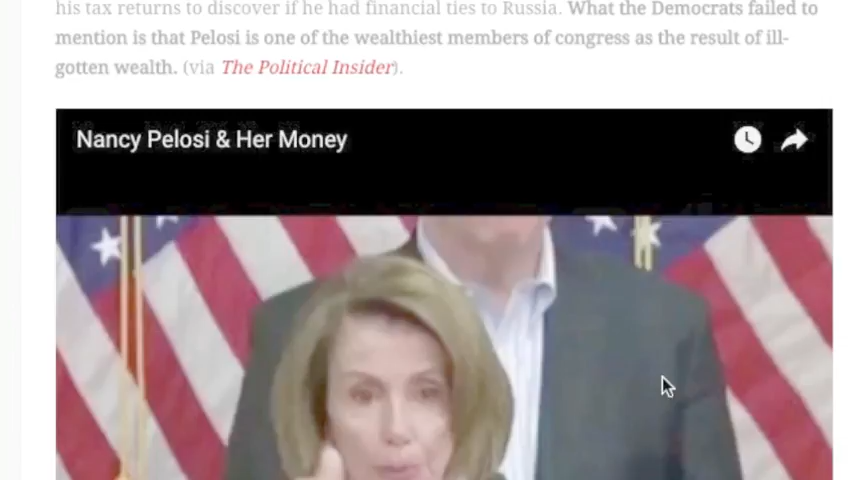 his tax returns to discover if he had financial ties to Russia. What the Democrats failed to
mention is that Pelosi is one of the wealthiest members of congress as the result of ill-
gotten wealth. (via The Political Insider).
Nancy Pelosi & Her Money